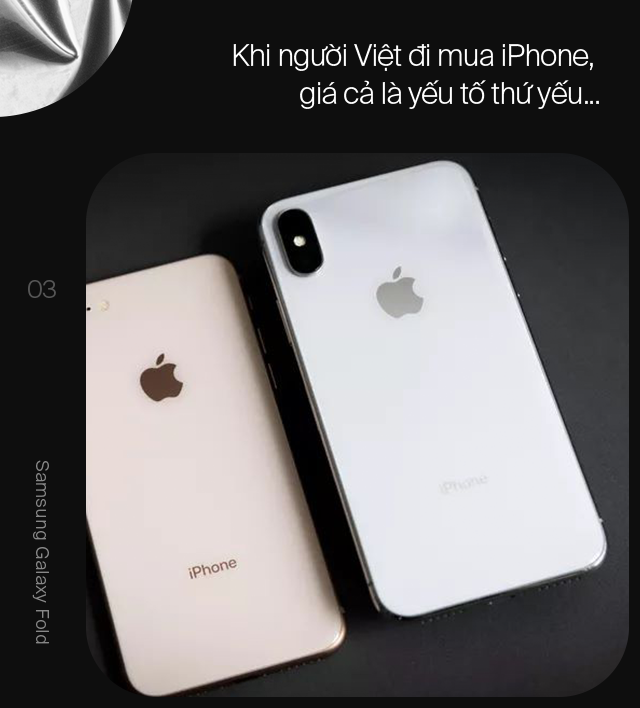 Khi người Việt đi mua iPhone,
giá cả là yếu tố thứ yếu...
03
Samsung Galaxy Fold
iPhone
iPhone